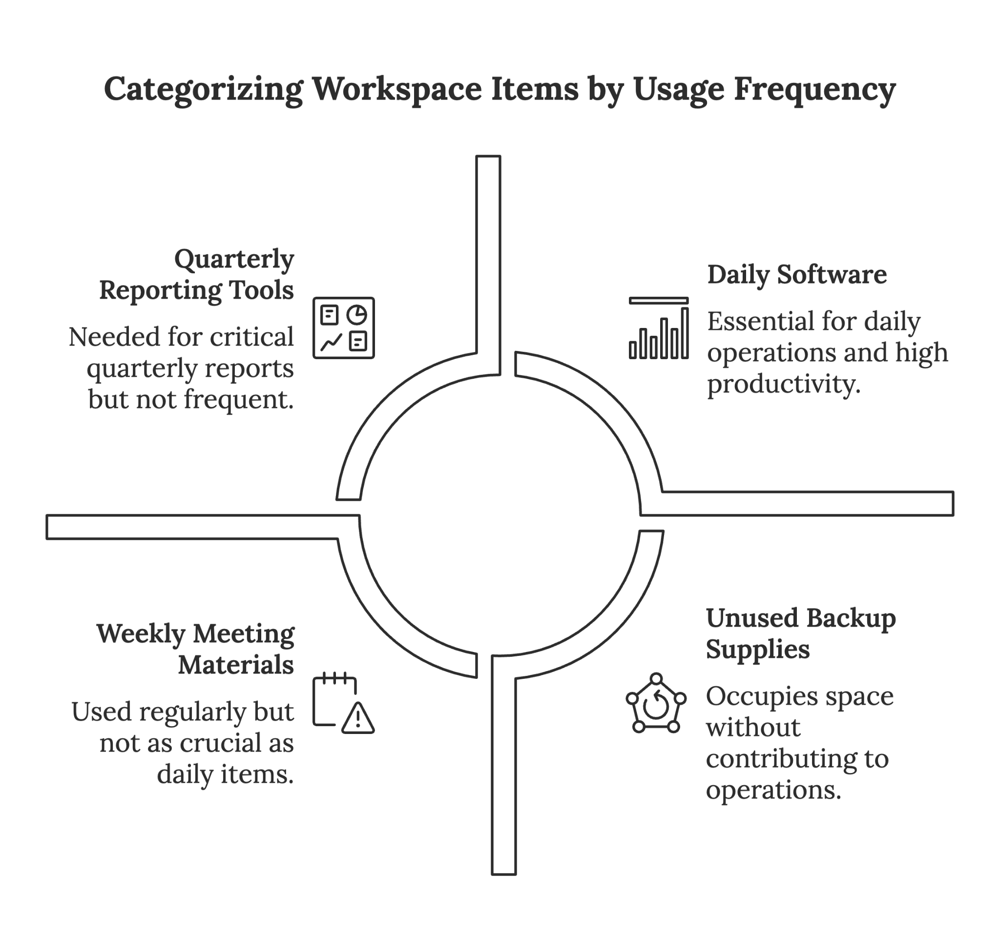 Categorizing Workspace Items by Usage Frequency
Quarterly
Reporting Tools
Needed for critical
quarterly reports
but not frequent.
Daily Software
Essential for daily
operations and high
productivity.
Weekly Meeting
Materials
Used regularly but
not as crucial as
daily items.
Unused Backup
Supplies
Occupies space
without
contributing to
operations.